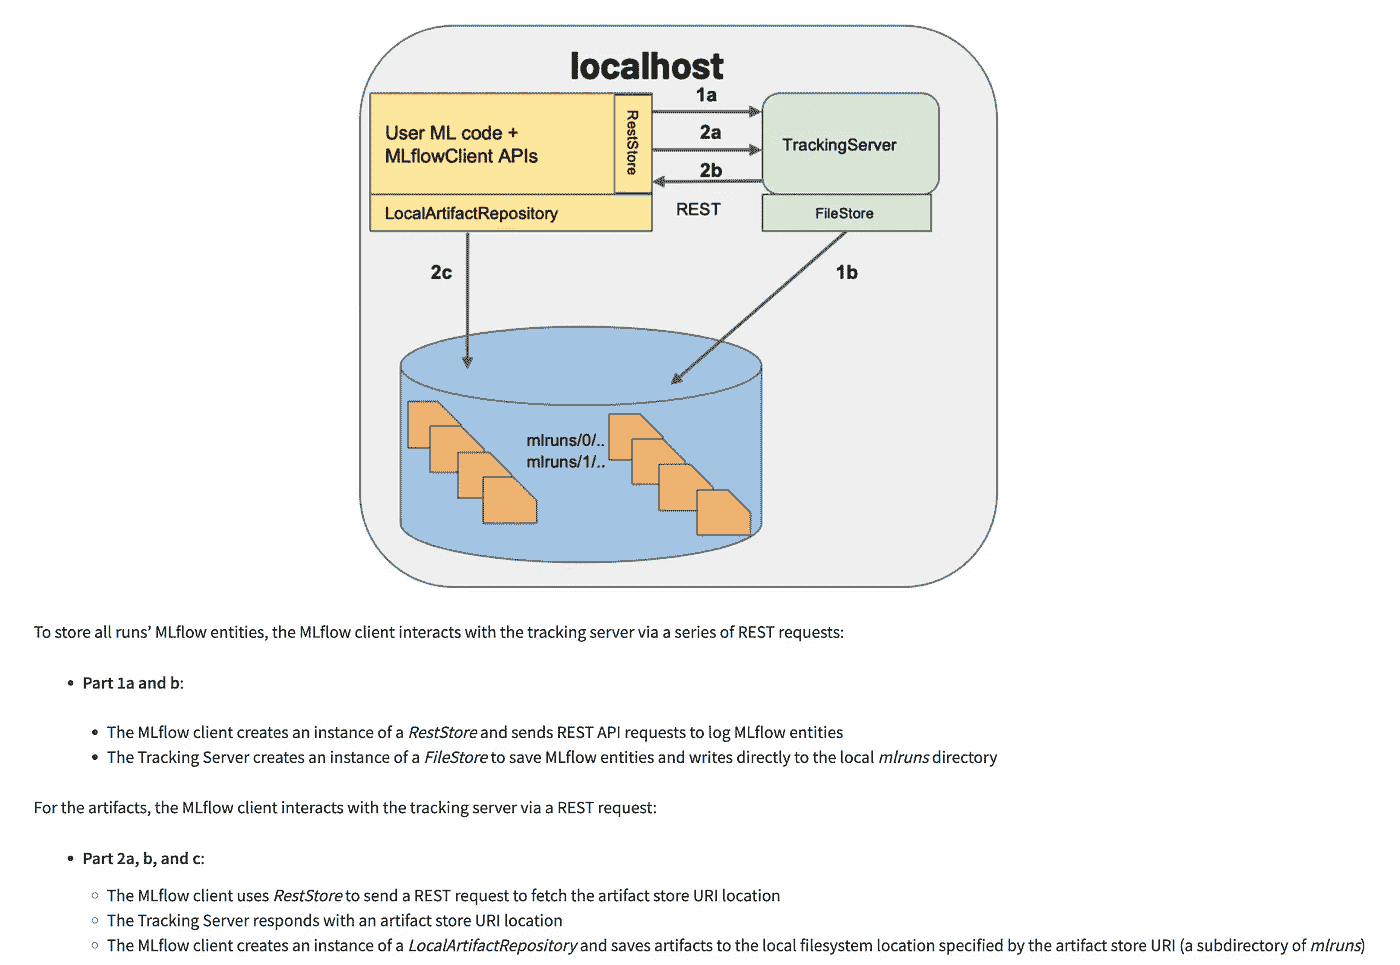 localhost
1a
User ML code +
MLflowClient APIs
RestStore
2a
TrackingServer
2b
LocalArtifactRepository
REST
FileStore
2c
1b
mlruns/0/..
mlruns/1/..
To store all runs’ MLflow entities, the MLflow client interacts with the tracking server via a series of REST requests:
• Part 1a and b:
• The MLflow client creates an instance of a RestStore and sends REST API requests to log MLflow entities
• The Tracking Server creates an instance of a FileStore to save MLflow entities and writes directly to the local mlruns directory
For the artifacts, the MLflow client interacts with the tracking server via a REST request:
• Part 2a, b, and c:
○ The MLflow client uses RestStore to send a REST request to fetch the artifact store URI location
○ The Tracking Server responds with an artifact store URI location
○ The MLflow client creates an instance of a LocalArtifactRepository and saves artifacts to the local filesystem location specified by the artifact store URI (a subdirectory of mlruns)